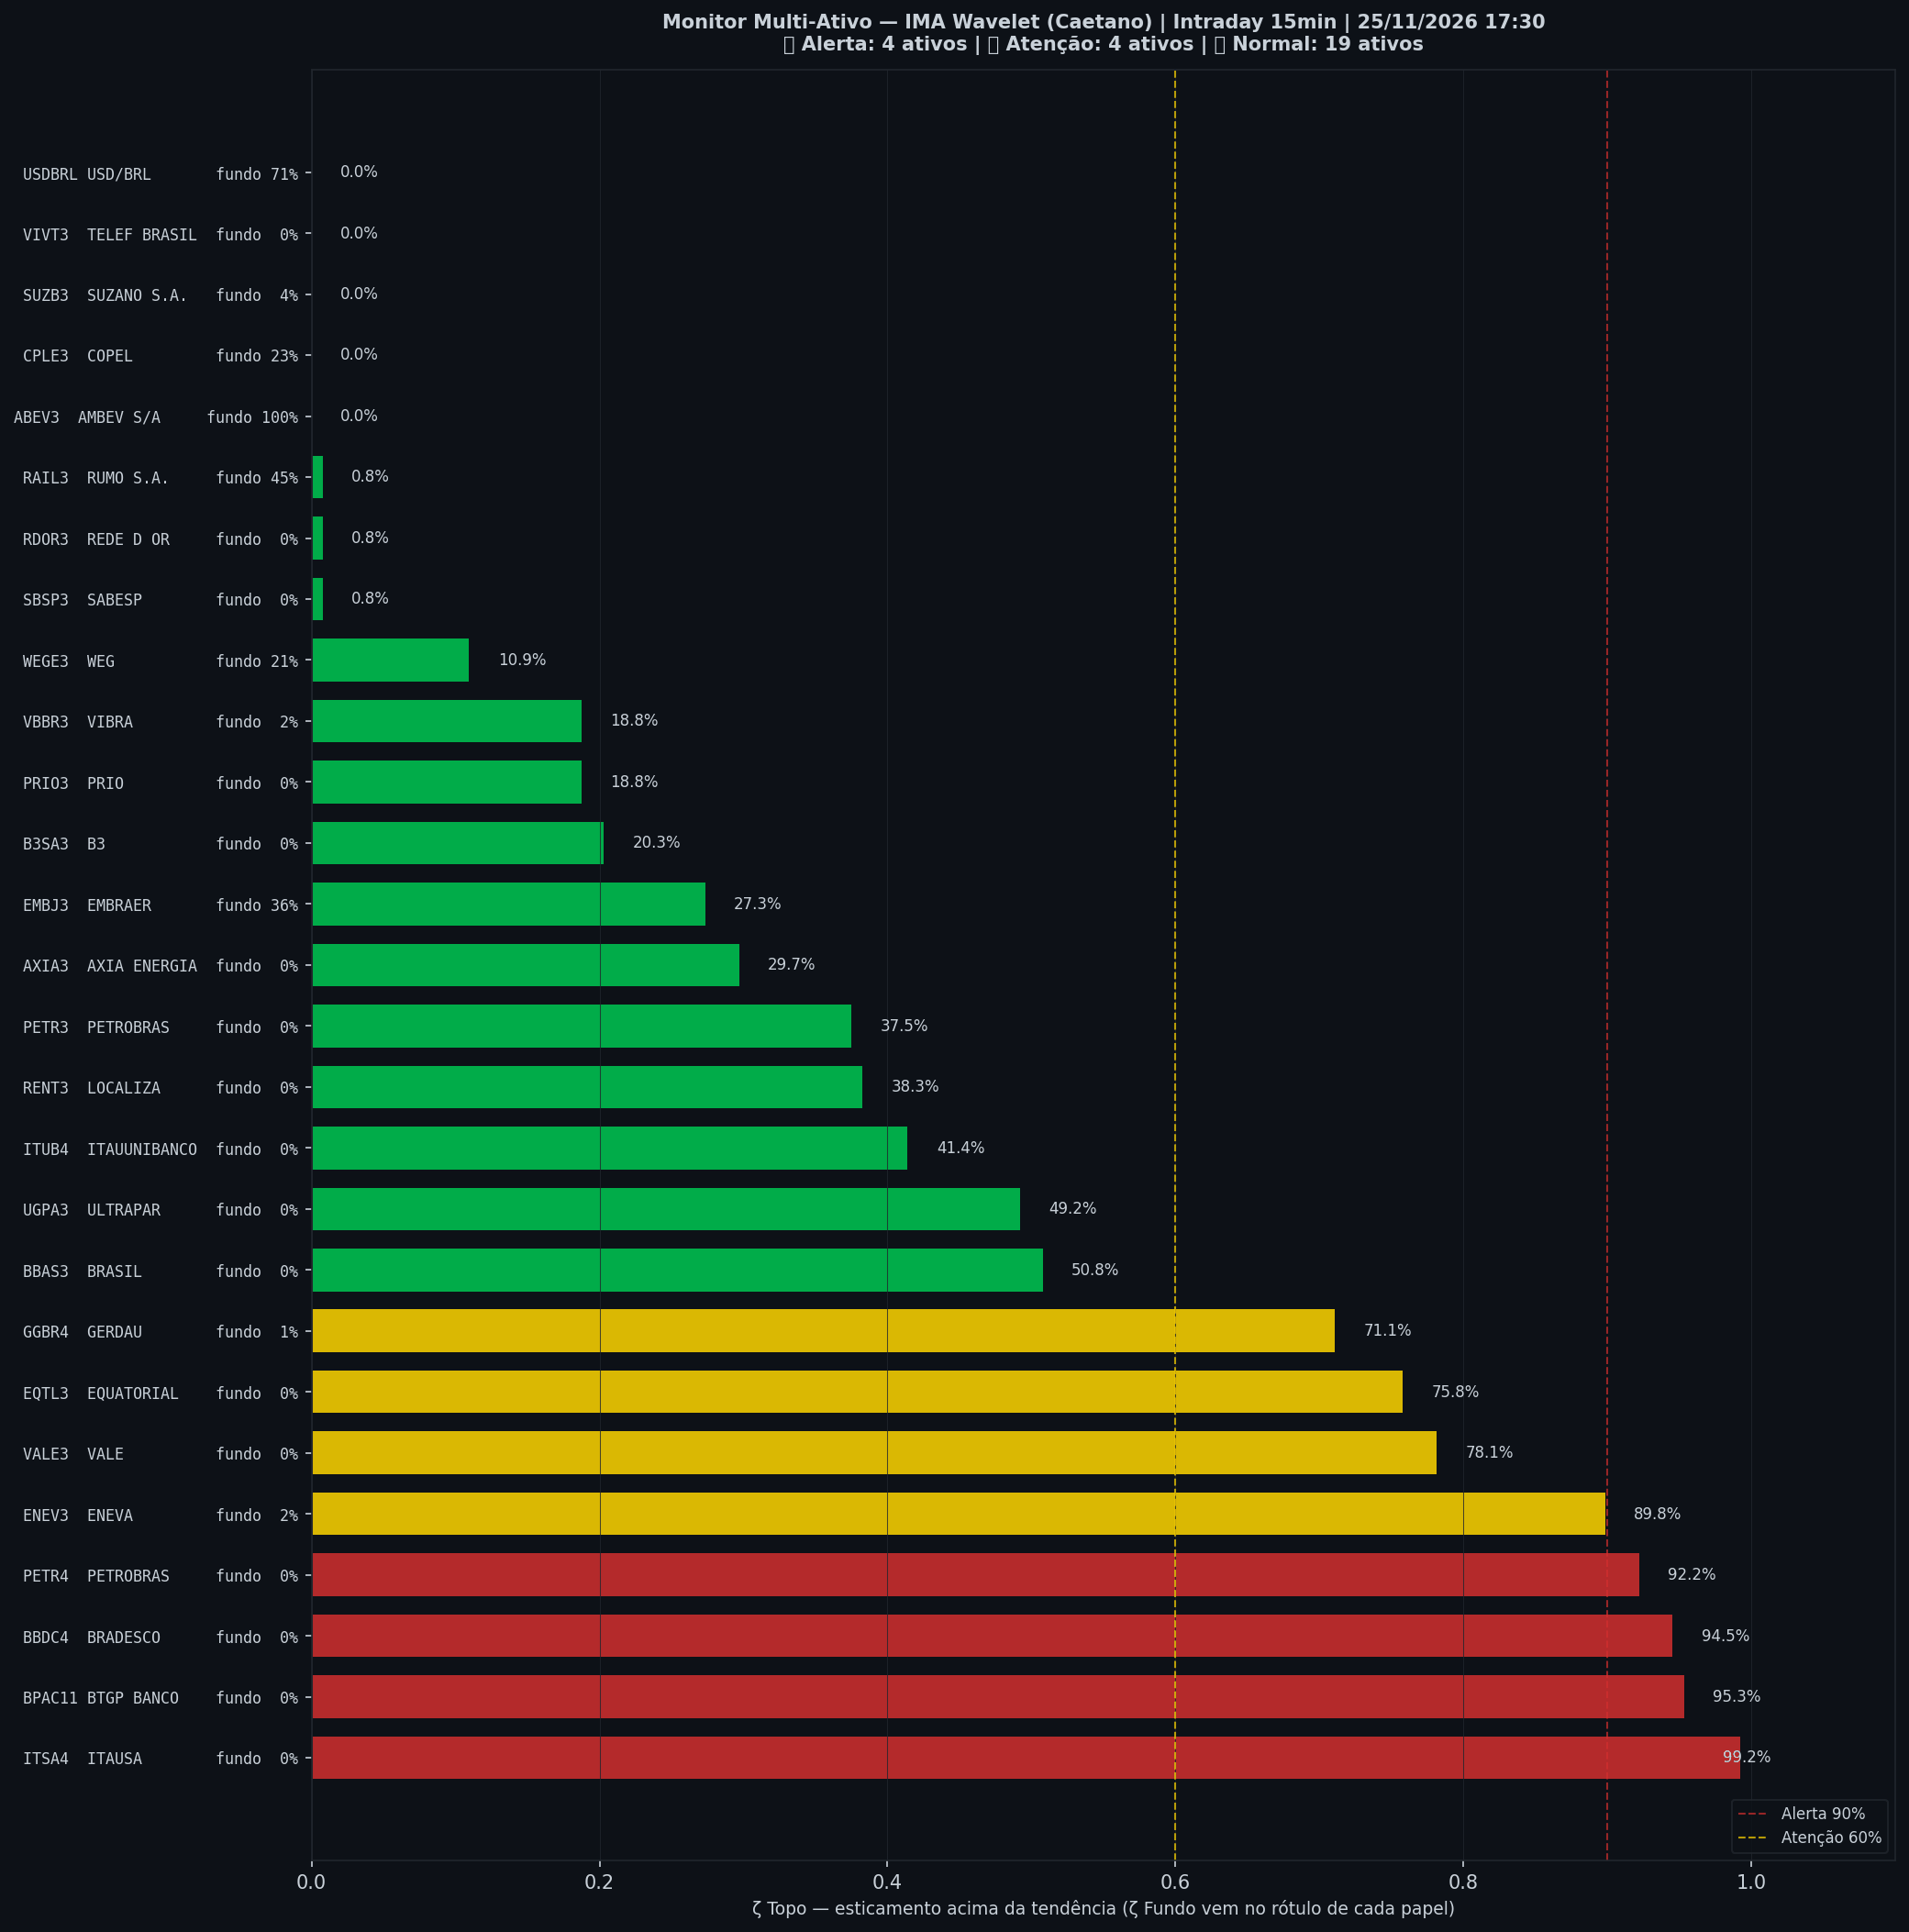 Monitor Multi-Ativo — IMA Wavelet (Caetano) | Intraday 15min | 25/11/2026 17:30
▯ Alerta: 4 ativos | ▯ Atenção: 4 ativos | ▯ Normal: 19 ativos
USDBRL USD/BRL fundo 71% 0.0%
VIVT3 TELEF BRASIL fundo 0% 0.0%
SUZB3 SUZANO S.A. fundo 4% 0.0%
CPLE3 COPEL fundo 23% 0.0%
ABEV3 AMBEV S/A fundo 100% 0.0%
RAIL3 RUMO S.A. fundo 45% 0.8%
RDOR3 REDE D OR fundo 0% 0.8%
SBSP3 SABESP fundo 0% 0.8%
WEGE3 WEG fundo 21% 10.9%
VBBR3 VIBRA fundo 2% 18.8%
PRIO3 PRIO fundo 0% 18.8%
B3SA3 B3 fundo 0% 20.3%
EMBJ3 EMBRAER fundo 36% 27.3%
AXIA3 AXIA ENERGIA fundo 0% 29.7%
PETR3 PETROBRAS fundo 0% 37.5%
RENT3 LOCALIZA fundo 0% 38.3%
ITUB4 ITAUUNIBANCO fundo 0% 41.4%
UGPA3 ULTRAPAR fundo 0% 49.2%
BBAS3 BRASIL fundo 0% 50.8%
GGBR4 GERDAU fundo 1% 71.1%
EQTL3 EQUATORIAL fundo 0% 75.8%
VALE3 VALE fundo 0% 78.1%
ENEV3 ENEVA fundo 2% 89.8%
PETR4 PETROBRAS fundo 0% 92.2%
BBDC4 BRADESCO fundo 0% 94.5%
BPAC11 BTGP BANCO fundo 0% 95.3%
ITSA4 ITAUSA fundo 0% 99.2%
Alerta 90%
Atenção 60%
0.0 0.2 0.4 0.6 0.8 1.0
ζ Topo — esticamento acima da tendência (ζ Fundo vem no rótulo de cada papel)